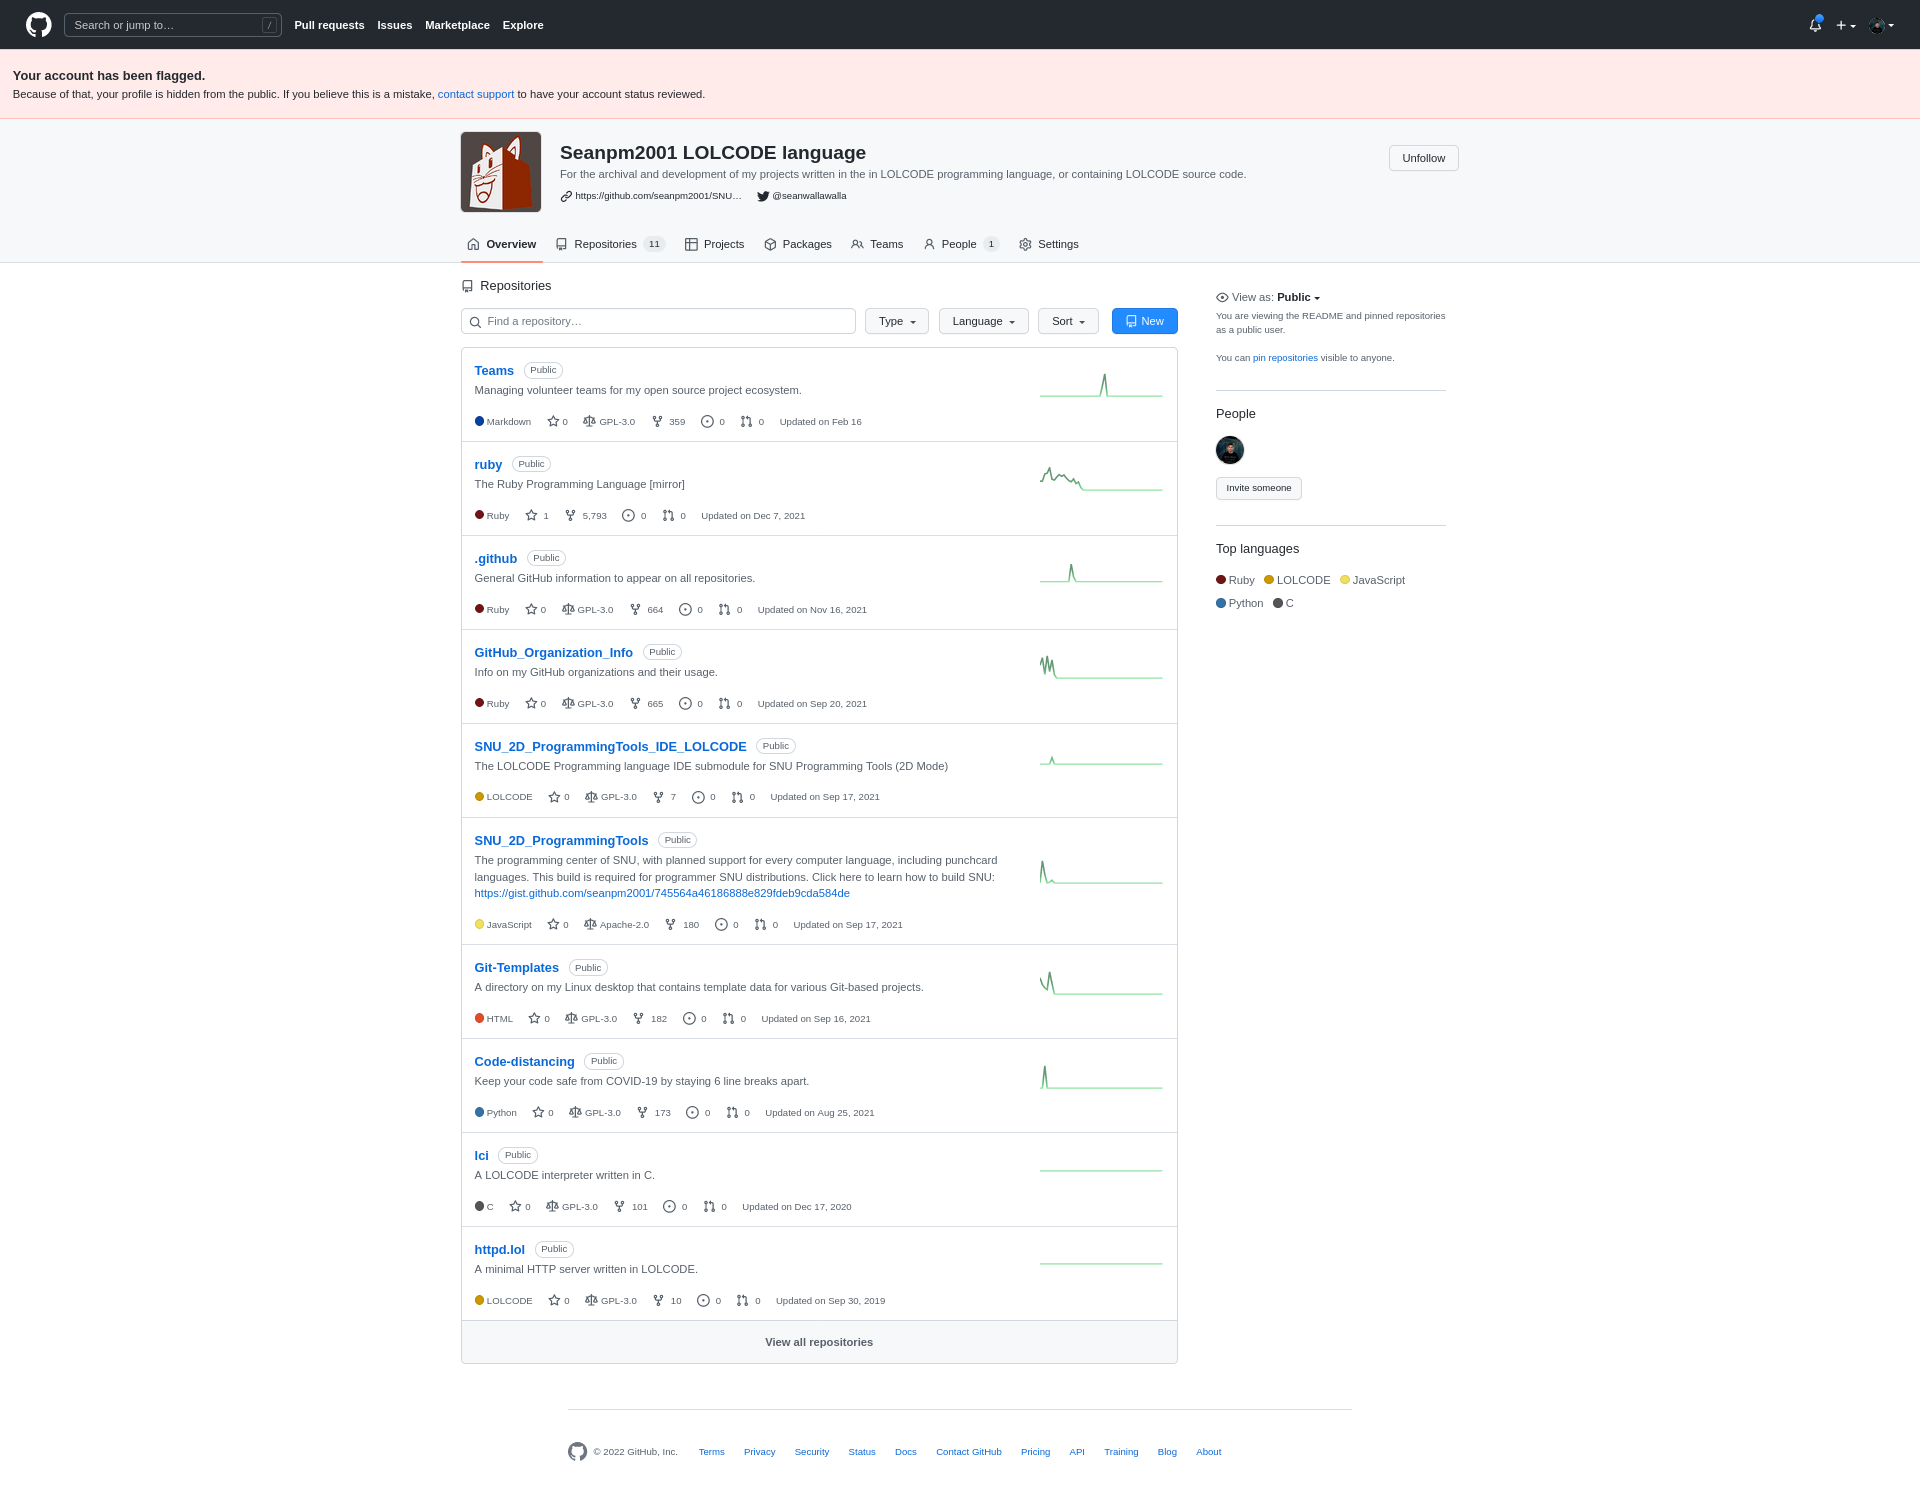 Search or jump to…
/
Pull requests
Issues
Marketplace
Explore
Your account has been flagged.
Because of that, your profile is hidden from the public. If you believe this is a mistake, contact support to have your account status reviewed.
Seanpm2001 LOLCODE language
Unfollow
For the archival and development of my projects written in the in LOLCODE programming language, or containing LOLCODE source code.
https://github.com/seanpm2001/SNU…
@seanwallawalla
Overview
Repositories 11
Projects
Packages
Teams
People 1
Settings
Repositories
Find a repository…
Type
Language
Sort
New
Teams Public
Managing volunteer teams for my open source project ecosystem.
Markdown 0 GPL-3.0 359 0 0 Updated on Feb 16
ruby Public
The Ruby Programming Language [mirror]
Ruby 1 5,793 0 0 Updated on Dec 7, 2021
.github Public
General GitHub information to appear on all repositories.
Ruby 0 GPL-3.0 664 0 0 Updated on Nov 16, 2021
GitHub_Organization_Info Public
Info on my GitHub organizations and their usage.
Ruby 0 GPL-3.0 665 0 0 Updated on Sep 20, 2021
SNU_2D_ProgrammingTools_IDE_LOLCODE Public
The LOLCODE Programming language IDE submodule for SNU Programming Tools (2D Mode)
LOLCODE 0 GPL-3.0 7 0 0 Updated on Sep 17, 2021
SNU_2D_ProgrammingTools Public
The programming center of SNU, with planned support for every computer language, including punchcard
languages. This build is required for programmer SNU distributions. Click here to learn how to build SNU:
https://gist.github.com/seanpm2001/745564a46186888e829fdeb9cda584de
JavaScript 0 Apache-2.0 180 0 0 Updated on Sep 17, 2021
Git-Templates Public
A directory on my Linux desktop that contains template data for various Git-based projects.
HTML 0 GPL-3.0 182 0 0 Updated on Sep 16, 2021
Code-distancing Public
Keep your code safe from COVID-19 by staying 6 line breaks apart.
Python 0 GPL-3.0 173 0 0 Updated on Aug 25, 2021
lci Public
A LOLCODE interpreter written in C.
C 0 GPL-3.0 101 0 0 Updated on Dec 17, 2020
httpd.lol Public
A minimal HTTP server written in LOLCODE.
LOLCODE 0 GPL-3.0 10 0 0 Updated on Sep 30, 2019
View all repositories
View as: Public
You are viewing the README and pinned repositories
as a public user.
You can pin repositories visible to anyone.
People
Invite someone
Top languages
Ruby LOLCODE JavaScript
Python C
© 2022 GitHub, Inc.
Terms
Privacy
Security
Status
Docs
Contact GitHub
Pricing
API
Training
Blog
About